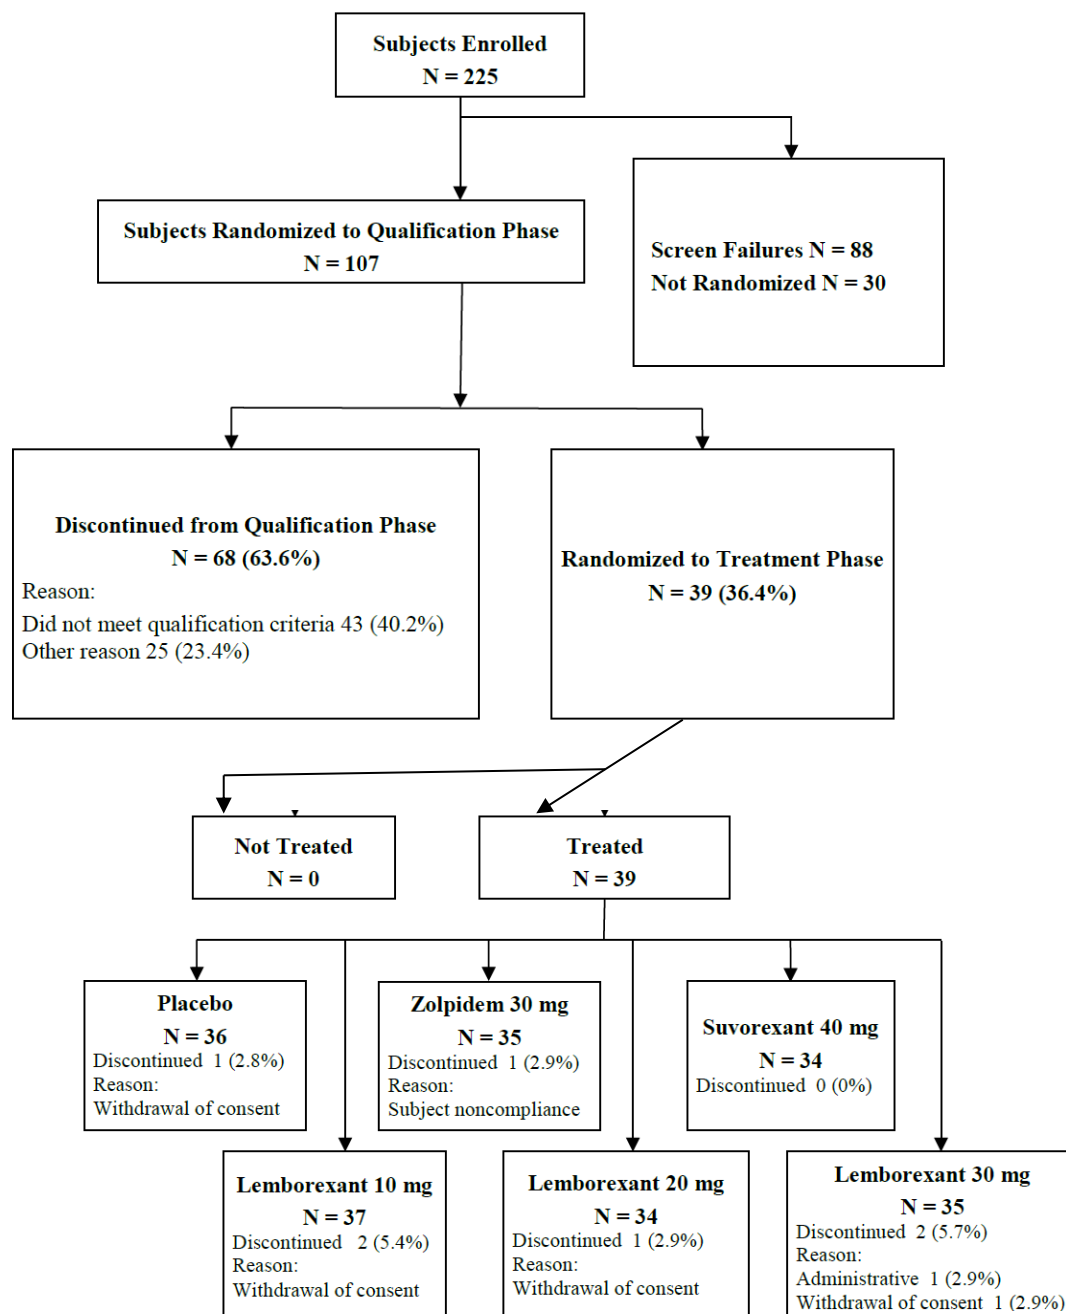 Subjects Enrolled
N = 225
Subjects Randomized to Qualification Phase
N = 107
Screen Failures N = 88
Not Randomized N = 30
Discontinued from Qualification Phase
N = 68 (63.6%)
Reason:
Did not meet qualification criteria 43 (40.2%)
Other reason 25 (23.4%)
Randomized to Treatment Phase
N = 39 (36.4%)
Not Treated
N = 0
Treated
N = 39
Placebo
N = 36
Discontinued 1 (2.8%)
Reason:
Withdrawal of consent
Zolpidem 30 mg
N = 35
Discontinued 1 (2.9%)
Reason:
Subject noncompliance
Suvorexant 40 mg
N = 34
Discontinued 0 (0%)
Lemborexant 10 mg
N = 37
Discontinued 2 (5.4%)
Reason:
Withdrawal of consent
Lemborexant 20 mg
N = 34
Discontinued 1 (2.9%)
Reason:
Withdrawal of consent
Lemborexant 30 mg
N = 35
Discontinued 2 (5.7%)
Reason:
Administrative 1 (2.9%)
Withdrawal of consent 1 (2.9%)